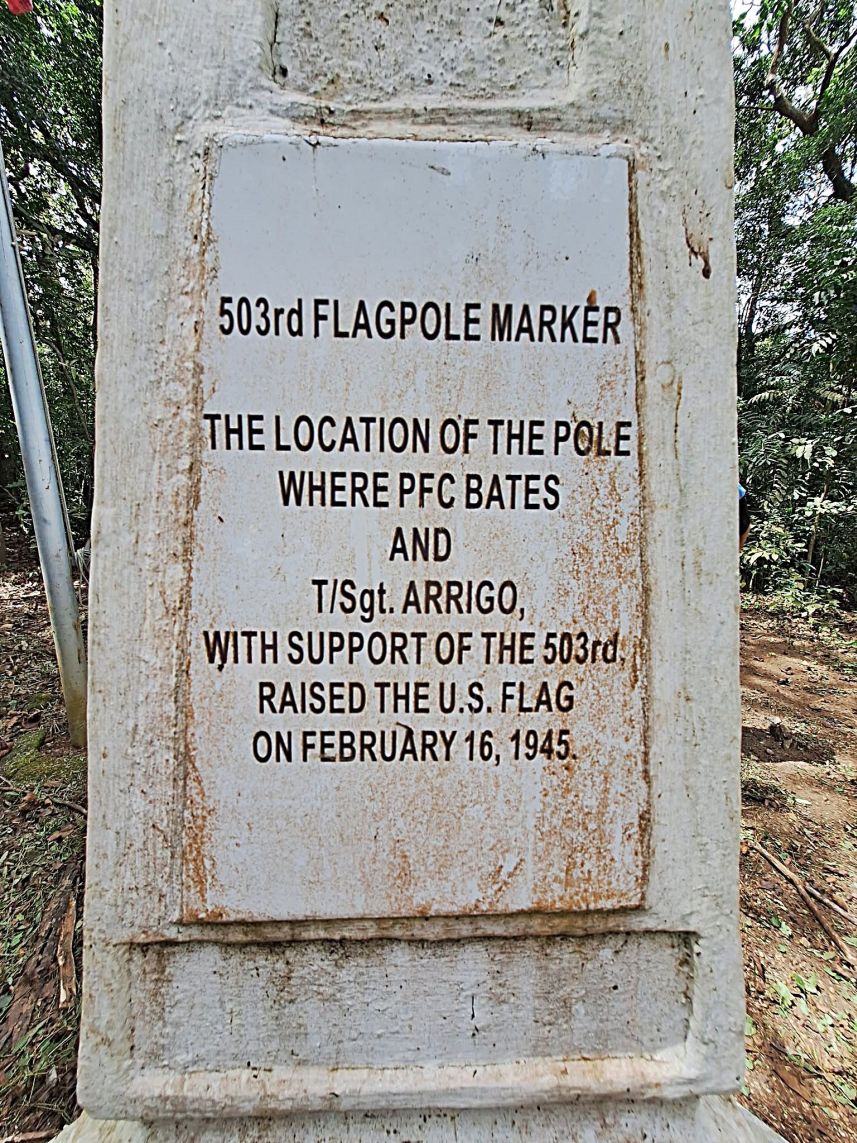 503rd FLAGPOLE MARKER
THE LOCATION OF THE POLE
WHERE PFC BATES
AND
T/Sgt. ARRIGO,
WITH SUPPORT OF THE 503rd,
RAISED THE U.S. FLAG
ON FEBRUARY 16, 1945.